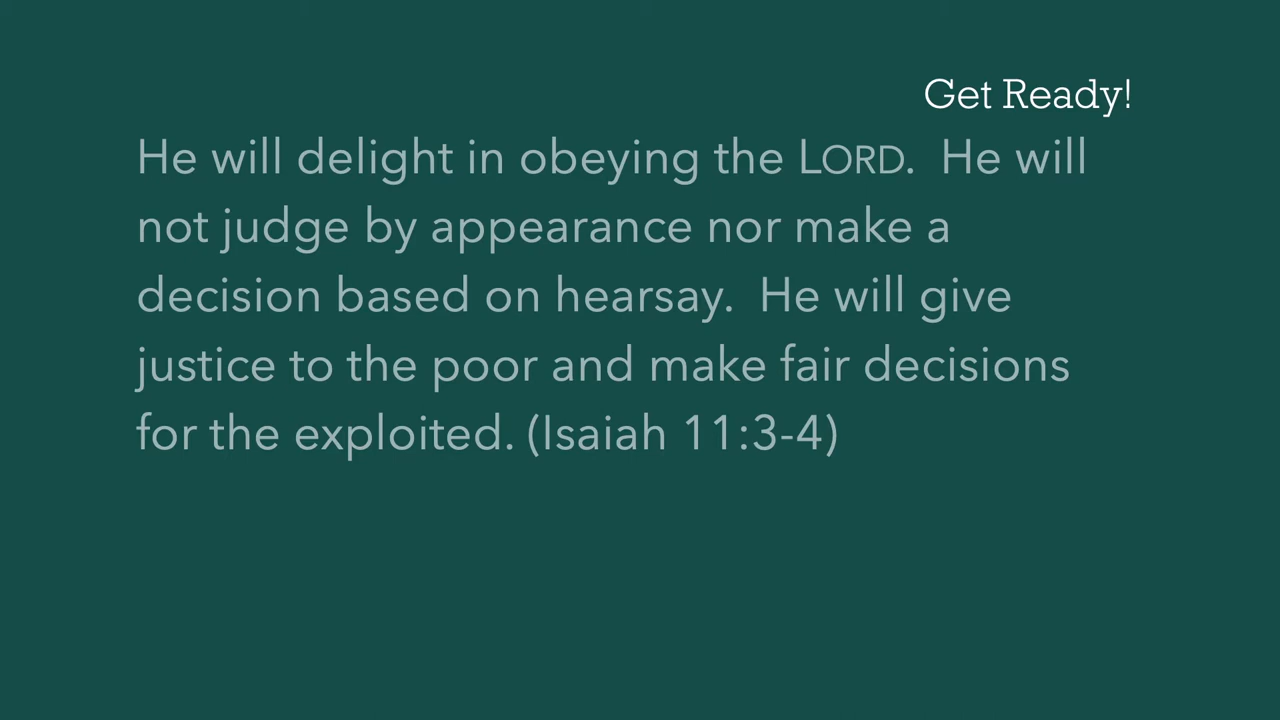 Get Ready!
He will delight in obeying the LORD.  He will
not judge by appearance nor make a
decision based on hearsay.  He will give
justice to the poor and make fair decisions
for the exploited. (Isaiah 11:3-4)